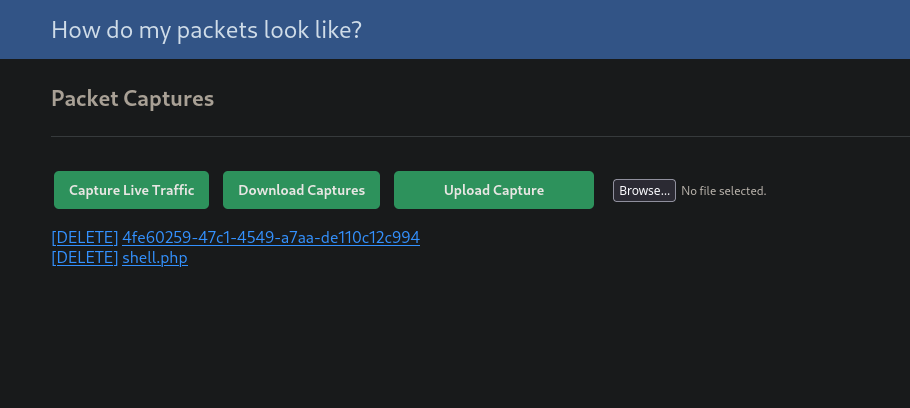 How do my packets look like?
Packet Captures
Capture Live Traffic Download Captures Upload Capture Browse... No file selected.
[DELETE] 4fe60259-47c1-4549-a7aa-de110c12c994
[DELETE] shell.php